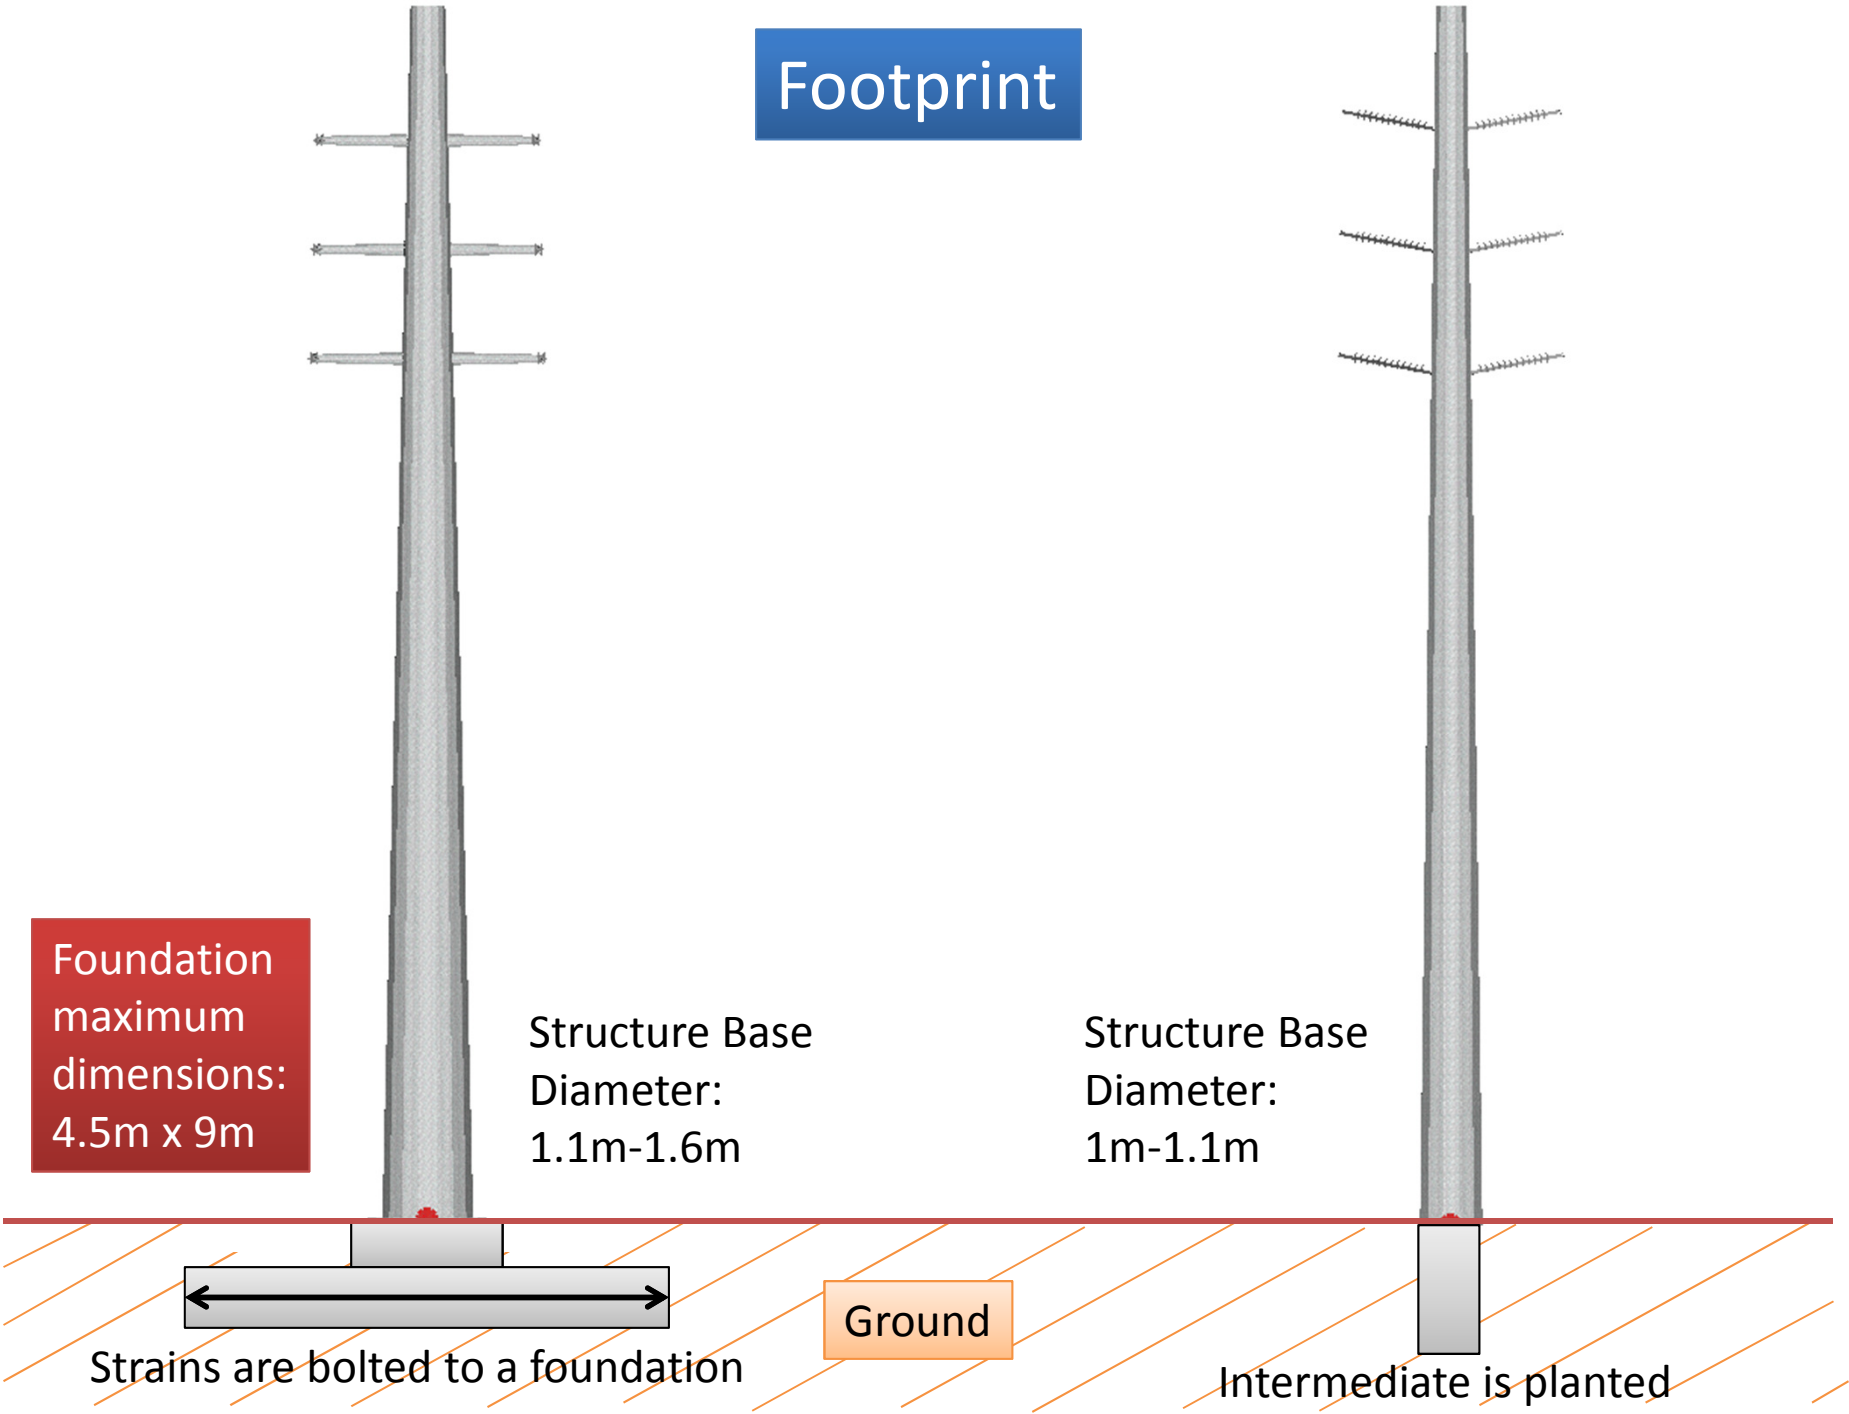 Footprint
Foundation
maximum
dimensions:
4.5m x 9m
Structure Base
Diameter:
1.1m-1.6m
Structure Base
Diameter:
1m-1.1m
Ground
Strains are bolted to a foundation
Intermediate is planted